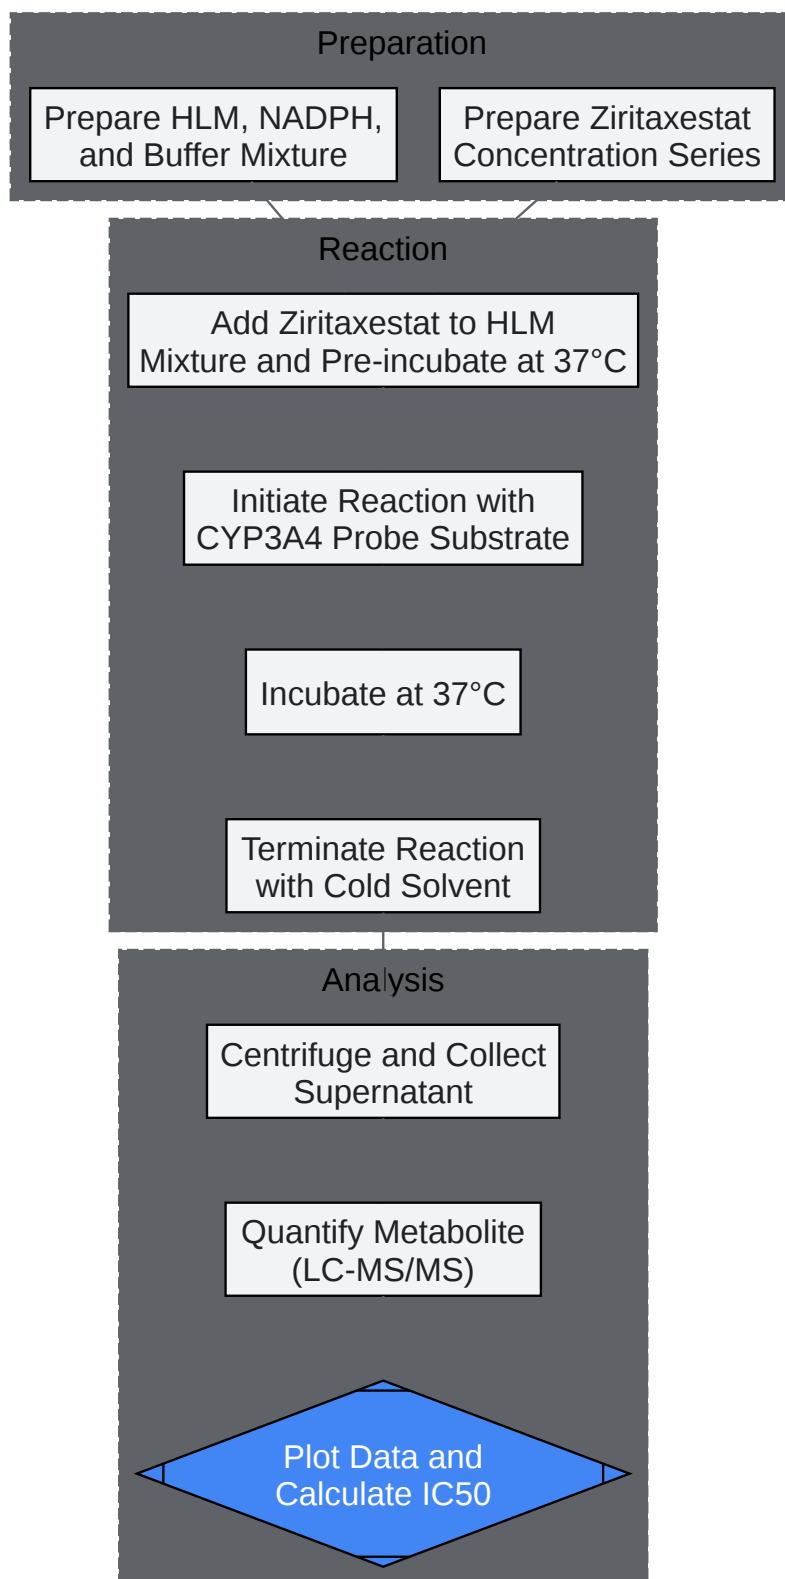 Preparation
Prepare HLM, NADPH,
and Buffer Mixture
Prepare Ziritaxestat
Concentration Series
Reaction
Add Ziritaxestat to HLM
Mixture and Pre-incubate at 37°C
Initiate Reaction with
CYP3A4 Probe Substrate
Incubate at 37°C
Terminate Reaction
with Cold Solvent
Analysis
Centrifuge and Collect
Supernatant
Quantify Metabolite
(LC-MS/MS)
Plot Data and
Calculate IC50